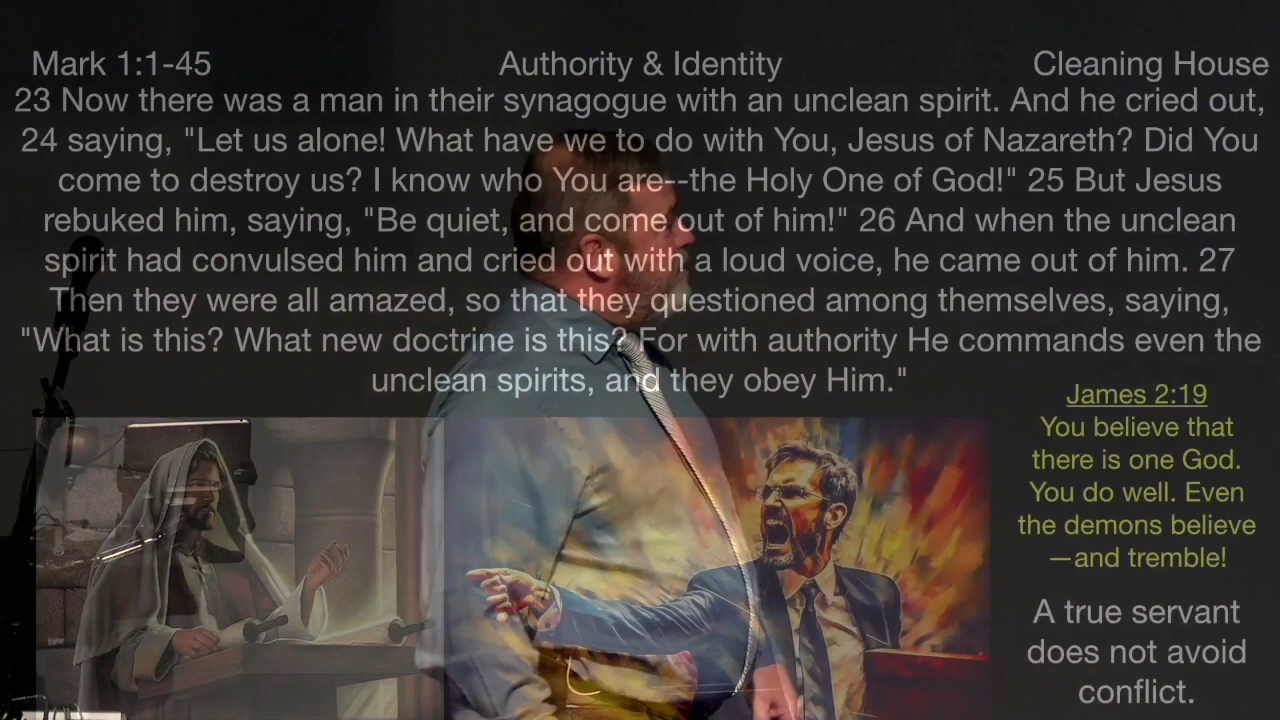 Mark 1:1-45 Authority & Identity Cleaning House
23 Now there was a man in their synagogue with an unclean spirit. And he cried out,
24 saying, "Let us alone! What have we to do with You, Jesus of Nazareth? Did You
come to destroy us? I know who You are--the Holy One of God!" 25 But Jesus
rebuked him, saying, "Be quiet, and come out of him!" 26 And when the unclean
spirit had convulsed him and cried out with a loud voice, he came out of him. 27
Then they were all amazed, so that they questioned among themselves, saying,
"What is this? What new doctrine is this? For with authority He commands even the
unclean spirits, and they obey Him."
James 2:19
You believe that
there is one God.
You do well. Even
the demons believe
—and tremble!
A true servant
does not avoid
conflict.